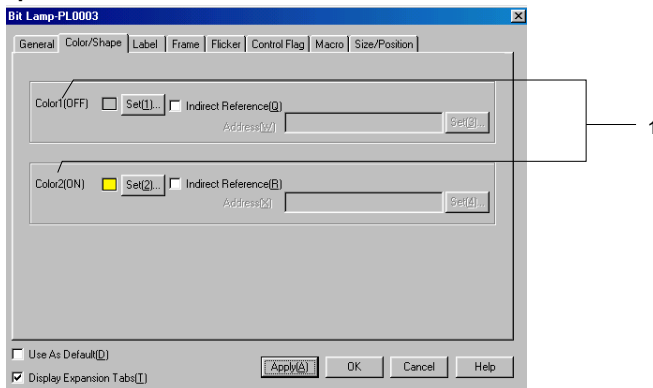 Bit Lamp-PL0003
General Color/Shape Label Frame Flicker Control Flag Macro Size/Position
Color1(OFF) Set(1)... Indirect Reference(Q)
Address(W) Set(3)...
1
Color2(ON) Set(2)... Indirect Reference(R)
Address(X) Set(4)...
Use As Default(D)
Display Expansion Tabs(T)
Apply(A) OK Cancel Help